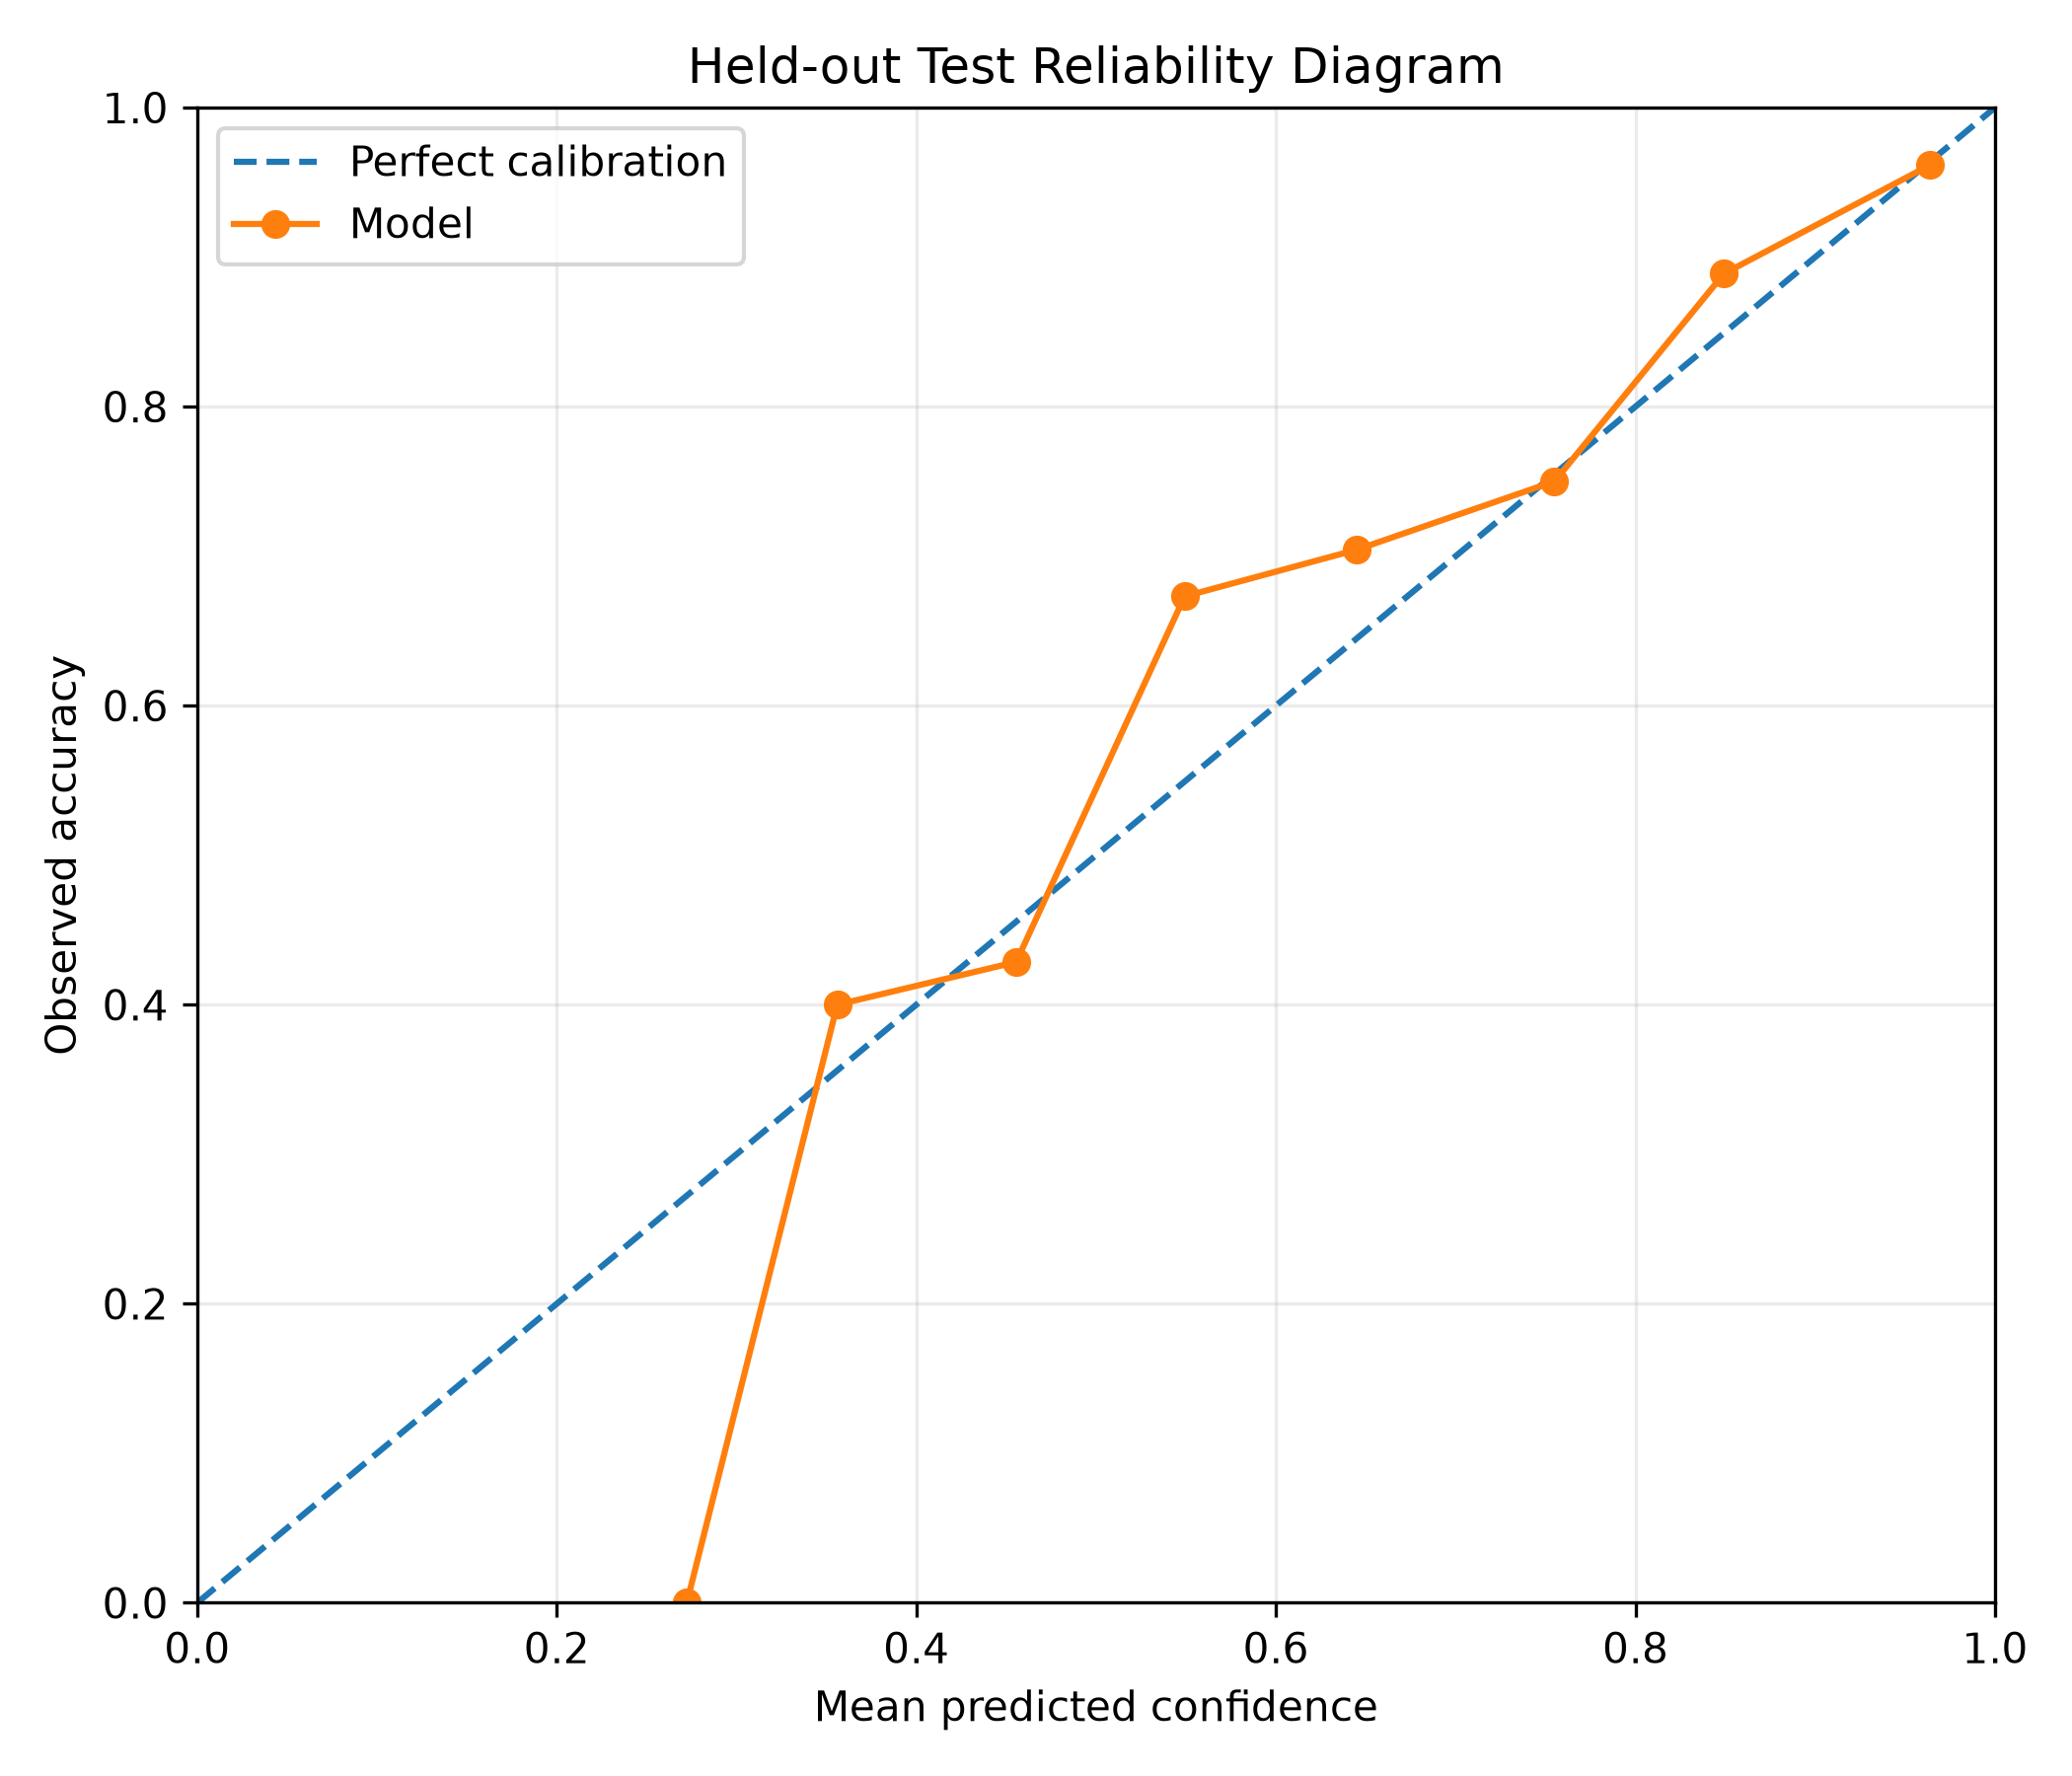 Held-out Test Reliability Diagram
Perfect calibration
Model
1.0
0.8
0.6
0.4
0.2
0.0
Observed accuracy
0.0 0.2 0.4 0.6 0.8 1.0
Mean predicted confidence